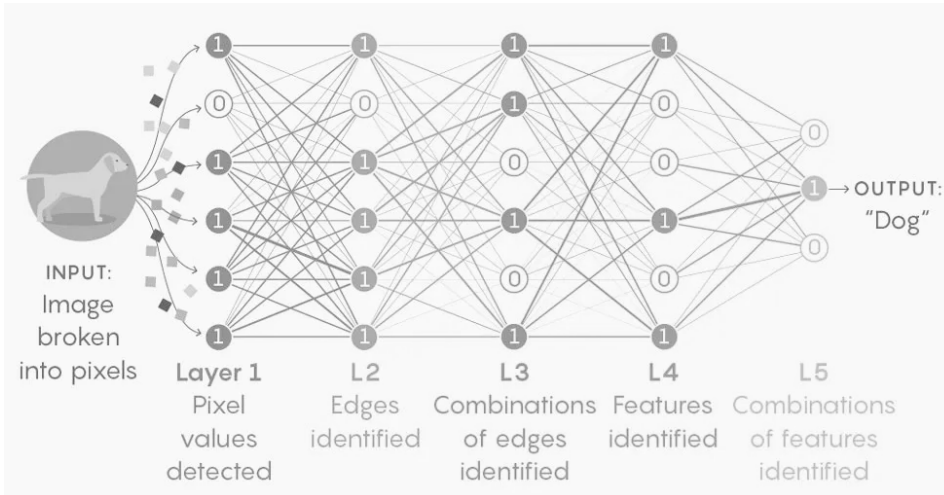 1 1 1 1
0 0 1 0
0
1 1 0 0
1 OUTPUT:
1 1 1 1
"Dog"
0
INPUT:
1 1 0 0
Image
broken
into pixels
1 1 1 1
Layer 1 L2 L3 L4 L5
Pixel Edges Combinations Features Combinations
values identified of edges identified of features
detected identified identified